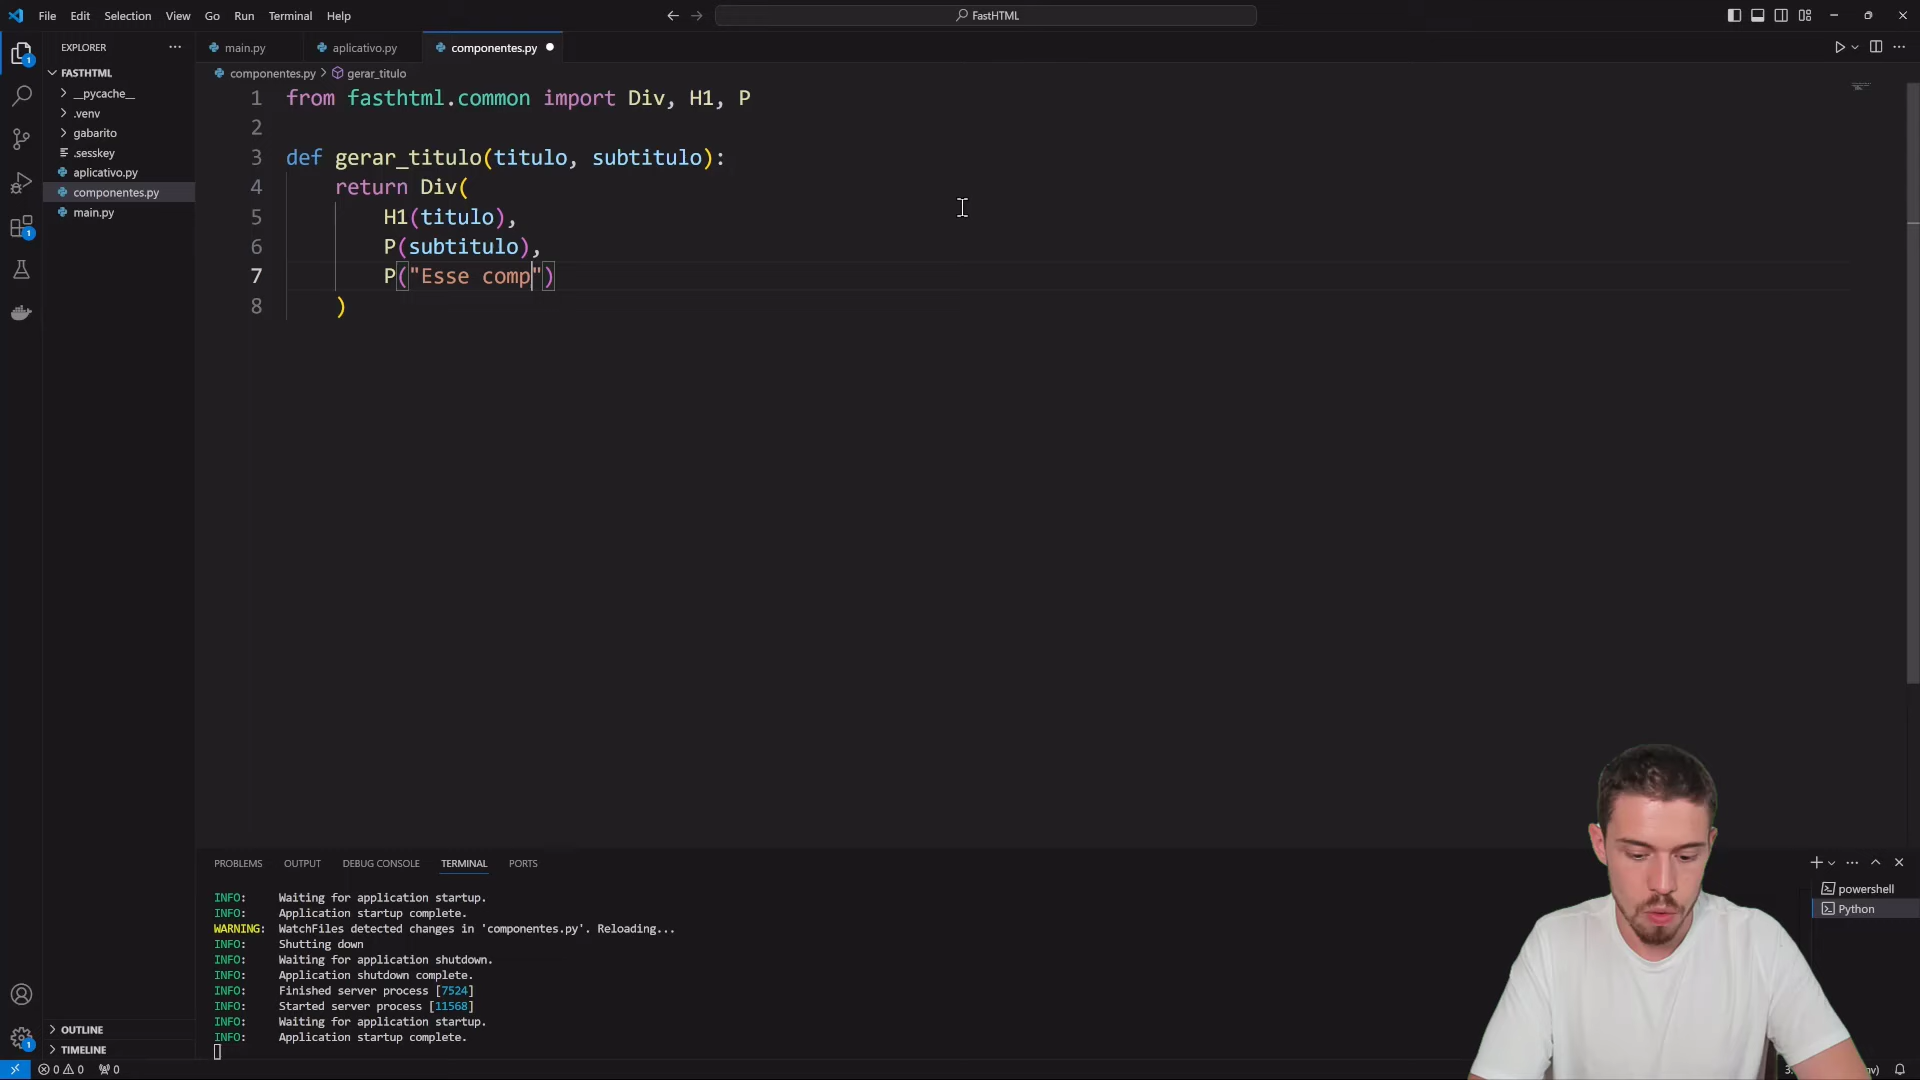 File Edit Selection View Go Run Terminal Help
FastHTML
EXPLORER
main.py
aplicativo.py
componentes.py
FASTHTML
componentes.py > gerar_titulo
__pycache__
.venv
gabarito
.sesskey
aplicativo.py
componentes.py
main.py
1 from fasthtml.common import Div, H1, P
2
3 def gerar_titulo(titulo, subtitulo):
4 return Div(
5 H1(titulo),
6 P(subtitulo),
7 P("Esse comp")
8 )
PROBLEMS OUTPUT DEBUG CONSOLE TERMINAL PORTS
powershell
Python
INFO: Waiting for application startup.
INFO: Application startup complete.
WARNING: WatchFiles detected changes in 'componentes.py'. Reloading...
INFO: Shutting down
INFO: Waiting for application shutdown.
INFO: Application shutdown complete.
INFO: Finished server process [7524]
INFO: Started server process [11568]
INFO: Waiting for application startup.
INFO: Application startup complete.
OUTLINE
TIMELINE
0 0 0